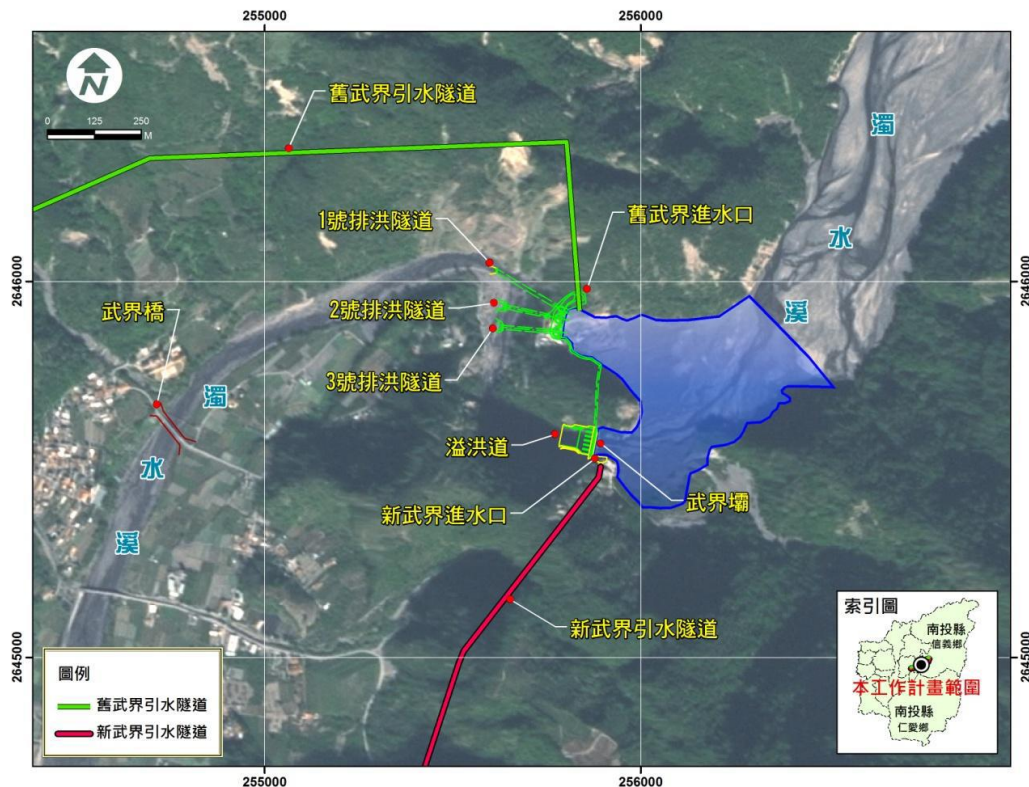 255000
256000
N
0
125
250
M
舊武界引水隧道
濁
水
溪
1號排洪隧道
舊武界進水口
2646000
2646000
武界橋
2號排洪隧道
3號排洪隧道
濁
水
溪
溢洪道
新武界進水口
武界壩
新武界引水隧道
2645000
2645000
圖例
舊武界引水隧道
新武界引水隧道
索引圖
南投縣
信義鄉
本工作計畫範圍
南投縣
仁愛鄉
255000
256000